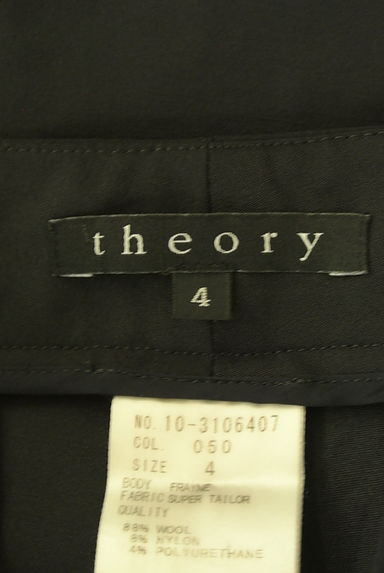 theory
4
NO. 10-3106407
COL. 050
SIZE 4
BODY FRAYNE
FABRIC SUPER TAILOR
QUALITY
88% WOOL
8% NYLON
4% POLYURETHANE